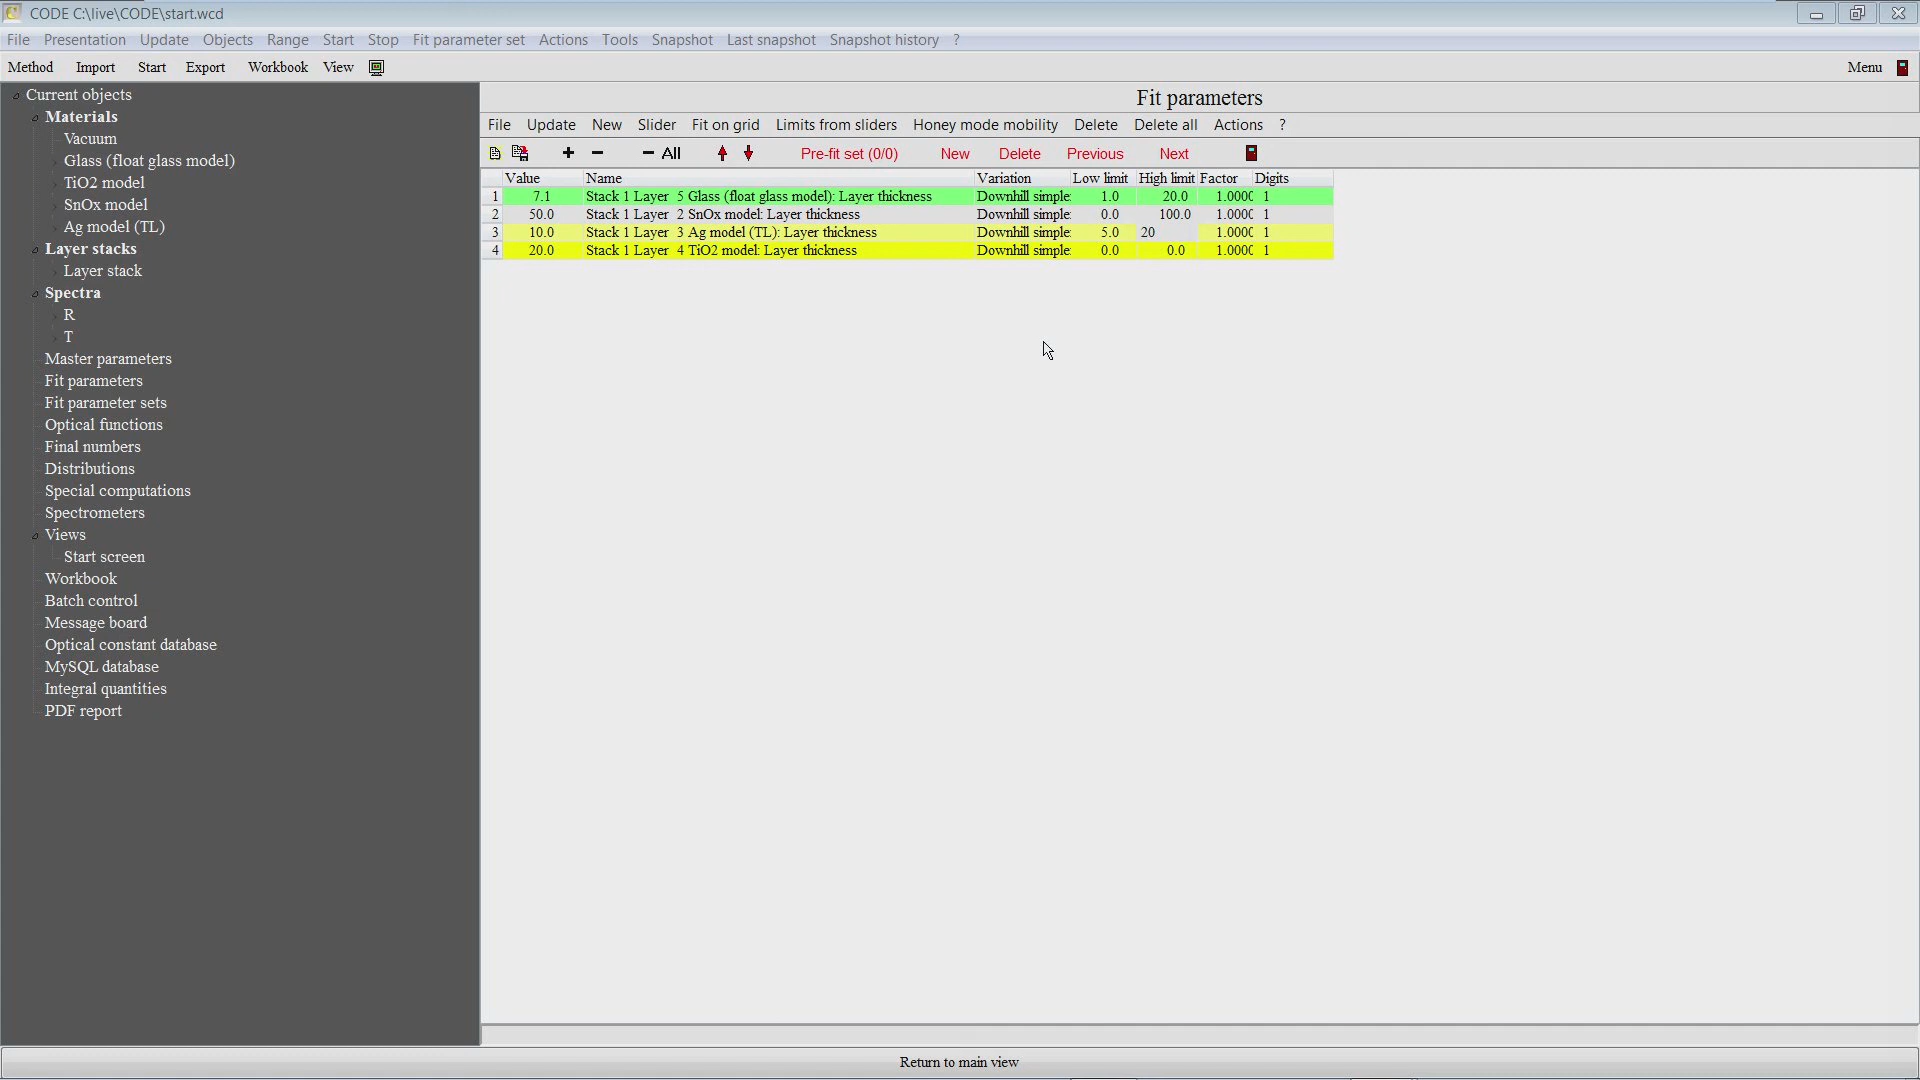 CODE C:\live\CODE\start.wcd
File Presentation Update Objects Range Start Stop Fit parameter set Actions Tools Snapshot Last snapshot Snapshot history ?
Method Import Start Export Workbook View Menu
Current objects
Materials
Vacuum
Glass (float glass model)
TiO2 model
SnOx model
Ag model (TL)
Layer stacks
Layer stack
Spectra
R
T
Master parameters
Fit parameters
Fit parameter sets
Optical functions
Final numbers
Distributions
Special computations
Spectrometers
Views
Start screen
Workbook
Batch control
Message board
Optical constant database
MySQL database
Integral quantities
PDF report
Fit parameters
File Update New Slider Fit on grid Limits from sliders Honey mode mobility Delete Delete all Actions ?
+ − − All Pre-fit set (0/0) New Delete Previous Next
Value Name Variation Low limit High limit Factor Digits
1 7.1 Stack 1 Layer 5 Glass (float glass model): Layer thickness Downhill simple 1.0 20.0 1.000 1
2 50.0 Stack 1 Layer 2 SnOx model: Layer thickness Downhill simple 0.0 100.0 1.000 1
3 10.0 Stack 1 Layer 3 Ag model (TL): Layer thickness Downhill simple 5.0 20 1.000 1
4 20.0 Stack 1 Layer 4 TiO2 model: Layer thickness Downhill simple 0.0 0.0 1.000 1
Return to main view